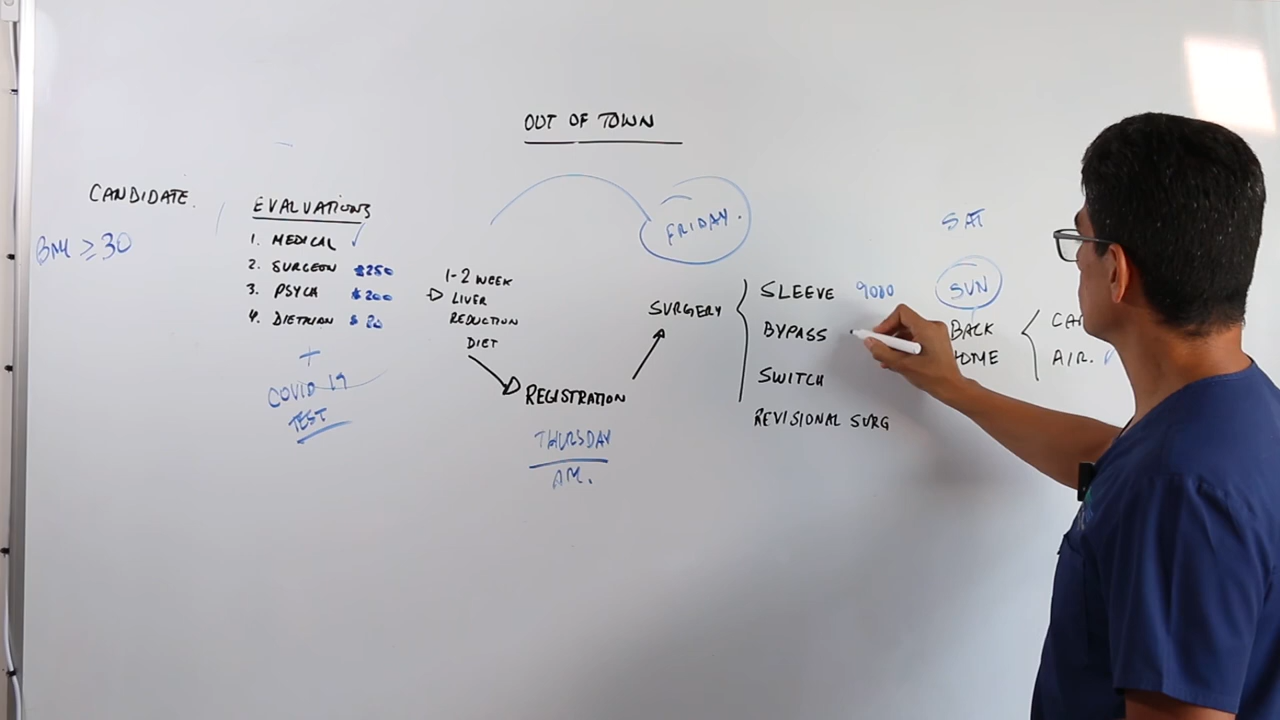 OUT OF TOWN
CANDIDATE.
BMI ≥ 30
EVALUATIONS
1. MEDICAL ✓
2. SURGEON $250
3. PSYCH $200
4. DIETITIAN $
+
COVID 19
TEST
1-2 WEEK
LIVER
REDUCTION
DIET
REGISTRATION
THURSDAY
AM.
FRIDAY.
SURGERY
SLEEVE 9000
BYPASS
SWITCH
REVISIONAL SURG
SAT
SUN
BACK
HOME
AIR. ✓